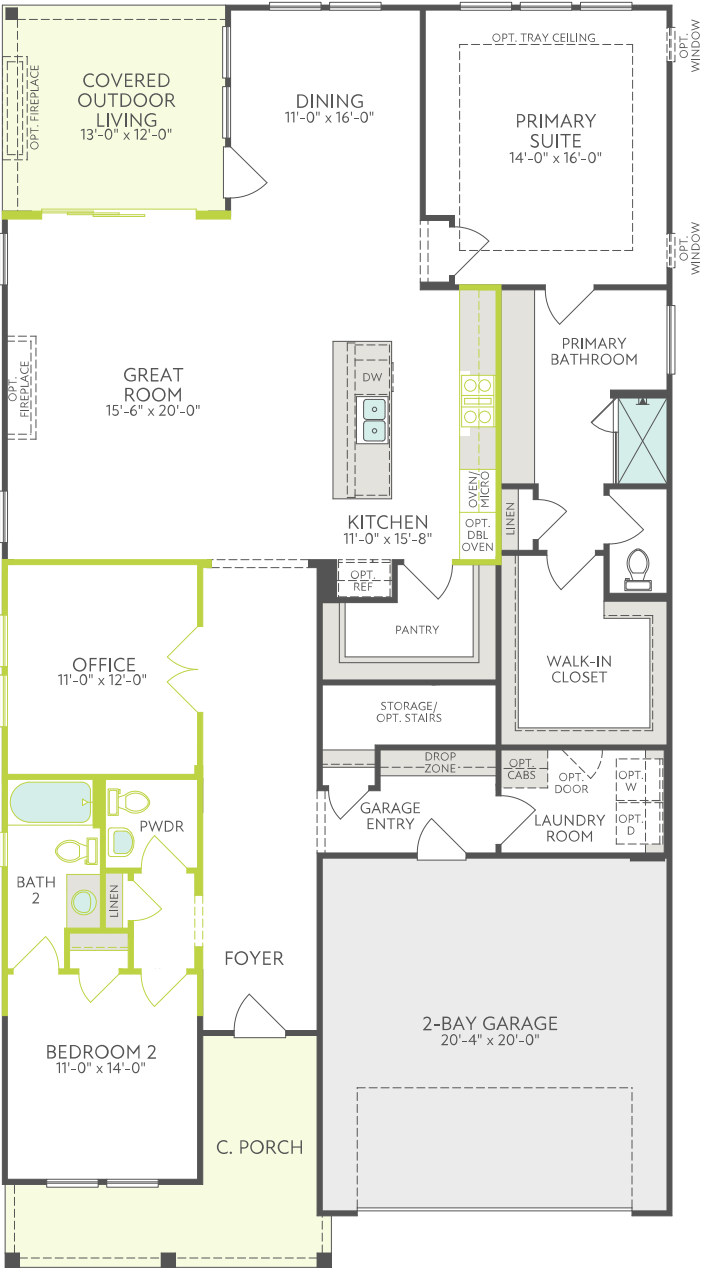 OPT. TRAY CEILING
OPT.
WINDOW
OPT. FIREPLACE
COVERED
OUTDOOR
LIVING
13'-0" x 12'-0"
DINING
11'-0" x 16'-0"
PRIMARY
SUITE
14'-0" x 16'-0"
OPT.
WINDOW
PRIMARY
BATHROOM
OPT.
FIREPLACE
GREAT
ROOM
15'-6" x 20'-0"
DW
OVEN/
MICRO
KITCHEN
11'-0" x 15'-8"
OPT.
DBL
OVEN
LINEN
OPT.
REF
PANTRY
OFFICE
11'-0" x 12'-0"
WALK-IN
CLOSET
STORAGE/
OPT. STAIRS
DROP
ZONE
OPT.
CABS
OPT.
DOOR
OPT.
W
OPT.
D
GARAGE
ENTRY
LAUNDRY
ROOM
PWDR
BATH
2
LINEN
FOYER
2-BAY GARAGE
20'-4" x 20'-0"
BEDROOM 2
11'-0" x 14'-0"
C. PORCH